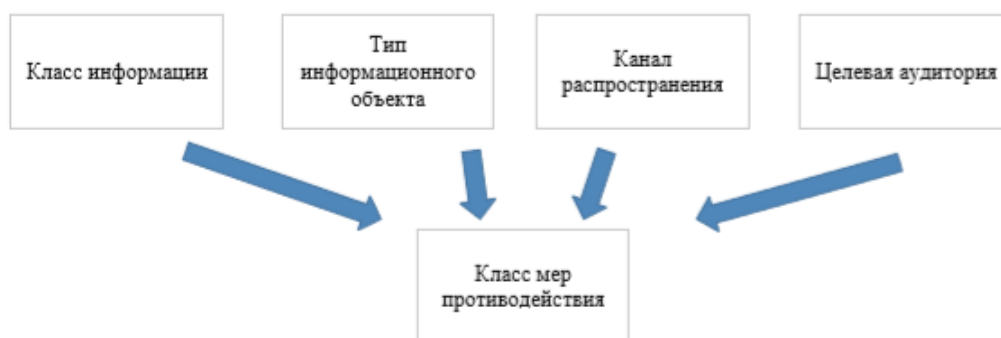 Класс информации
Тип
информационного
объекта
Канал
распространения
Целевая аудитория
Класс мер
противодействия